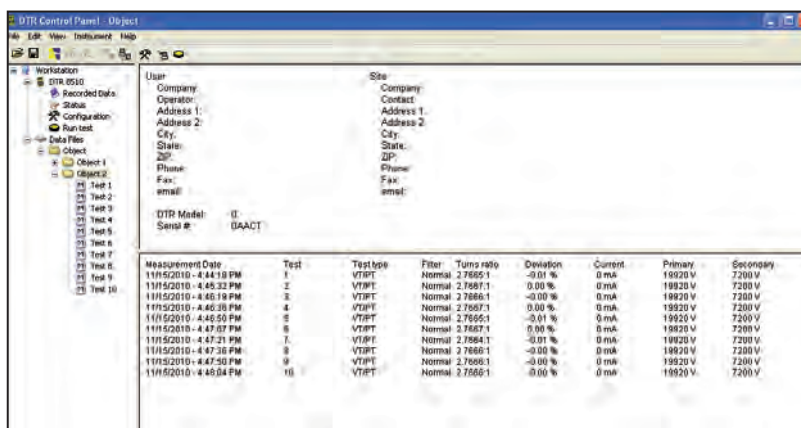 DTR Control Panel - Object
File Edit View Instrument Help
Workstation
DTR 8510
Recorded Data
Status
Configuration
Run test
Data Files
Object
Object 1
Object 2
Test 1
Test 2
Test 3
Test 4
Test 5
Test 6
Test 7
Test 8
Test 9
Test 10
User
Company:
Operator:
Address 1:
Address 2:
City:
State:
ZIP:
Phone:
Fax:
email:
DTR Model: 0.
Serial #: 0AACT
Site
Company:
Contact:
Address 1:
Address 2:
City:
State:
ZIP:
Phone:
Fax:
email:
Measurement Date Test Test type Filter Turns ratio Deviation Current Primary Secondary
11/15/2010 - 4:44:18 PM 1 VT/PT Normal 2.7665:1 -0.01 % 0 mA 19920 V 7200 V
11/15/2010 - PM 2 VT/PT Normal 2.7667:1 0.00 % 0 mA 19920 V 7200 V
11/15/2010 - 4:46:19 PM 3 VT/PT Normal 2.7666:1 -0.00 % 0 mA 19920 V 7200 V
11/15/2010 - 4:46:36 PM 4 VT/PT Normal 2.7667:1 0.00 % 0 mA 19920 V 7200 V
11/15/2010 - 4:46:50 PM 5 VT/PT Normal 2.7665:1 -0.01 % 0 mA 19920 V 7200 V
11/15/2010 - 4:47:07 PM 6 VT/PT Normal 2.7667:1 0.00 % 0 mA 19920 V 7200 V
11/15/2010 - 4:47:21 PM 7 VT/PT Normal 2.7664:1 -0.01 % 0 mA 19920 V 7200 V
11/15/2010 - 4:47:36 PM 8 VT/PT Normal 2.7666:1 -0.00 % 0 mA 19920 V 7200 V
11/15/2010 - 4:47:50 PM 9 VT/PT Normal 2.7666:1 -0.00 % 0 mA 19920 V 7200 V
11/15/2010 - 4:48:04 PM 10 VT/PT Normal 2.7666:1 -0.00 % 0 mA 19920 V 7200 V